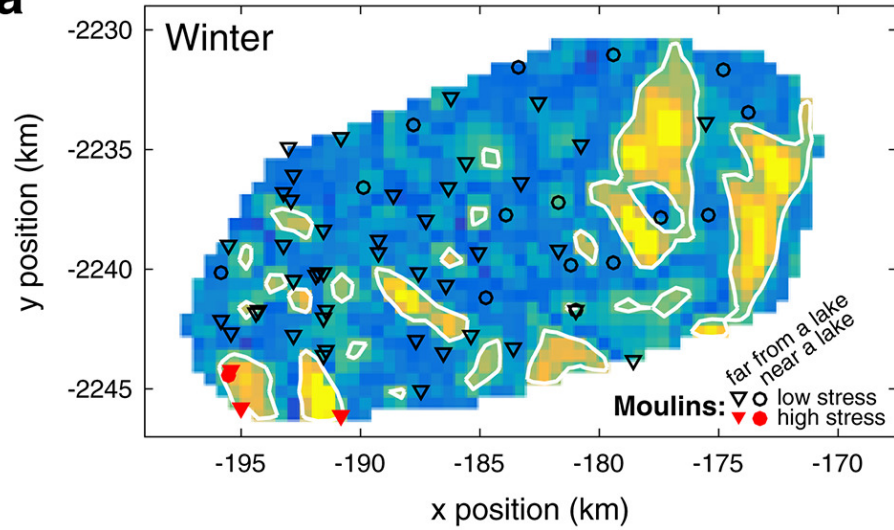 a
Winter
-2230
-2235
-2240
-2245
y position (km)
far from a lake
near a lake
Moulins:
low stress
high stress
-195
-190
-185
-180
-175
-170
x position (km)